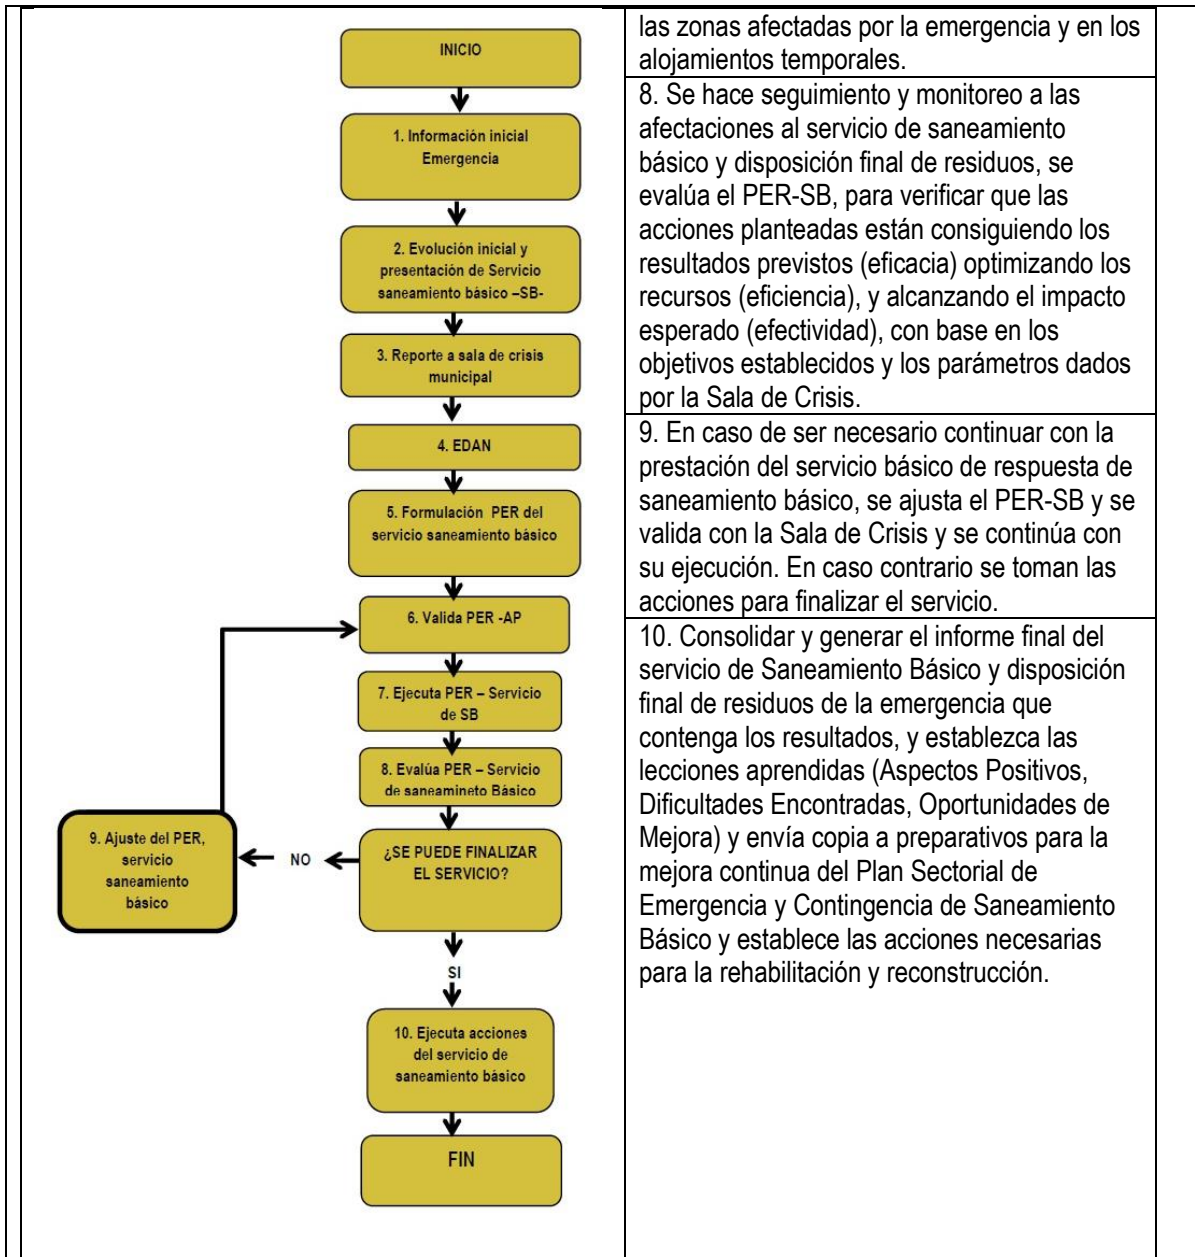 INICIO
1. Información inicial
Emergencia
2. Evolución inicial y
presentación de Servicio
saneamiento básico –SB-
3. Reporte a sala de crisis
municipal
4. EDAN
5. Formulación PER del
servicio saneamiento básico
6. Valida PER -AP
7. Ejecuta PER – Servicio
de SB
8. Evalúa PER – Servicio
de saneamineto Básico
¿SE PUEDE FINALIZAR
EL SERVICIO?
NO
9. Ajuste del PER,
servicio
saneamiento
básico
SI
10. Ejecuta acciones
del servicio de
saneamiento básico
FIN
las zonas afectadas por la emergencia y en los
alojamientos temporales.
8. Se hace seguimiento y monitoreo a las
afectaciones al servicio de saneamiento
básico y disposición final de residuos, se
evalúa el PER-SB, para verificar que las
acciones planteadas están consiguiendo los
resultados previstos (eficacia) optimizando los
recursos (eficiencia), y alcanzando el impacto
esperado (efectividad), con base en los
objetivos establecidos y los parámetros dados
por la Sala de Crisis.
9. En caso de ser necesario continuar con la
prestación del servicio básico de respuesta de
saneamiento básico, se ajusta el PER-SB y se
valida con la Sala de Crisis y se continúa con
su ejecución. En caso contrario se toman las
acciones para finalizar el servicio.
10. Consolidar y generar el informe final del
servicio de Saneamiento Básico y disposición
final de residuos de la emergencia que
contenga los resultados, y establezca las
lecciones aprendidas (Aspectos Positivos,
Dificultades Encontradas, Oportunidades de
Mejora) y envía copia a preparativos para la
mejora continua del Plan Sectorial de
Emergencia y Contingencia de Saneamiento
Básico y establece las acciones necesarias
para la rehabilitación y reconstrucción.